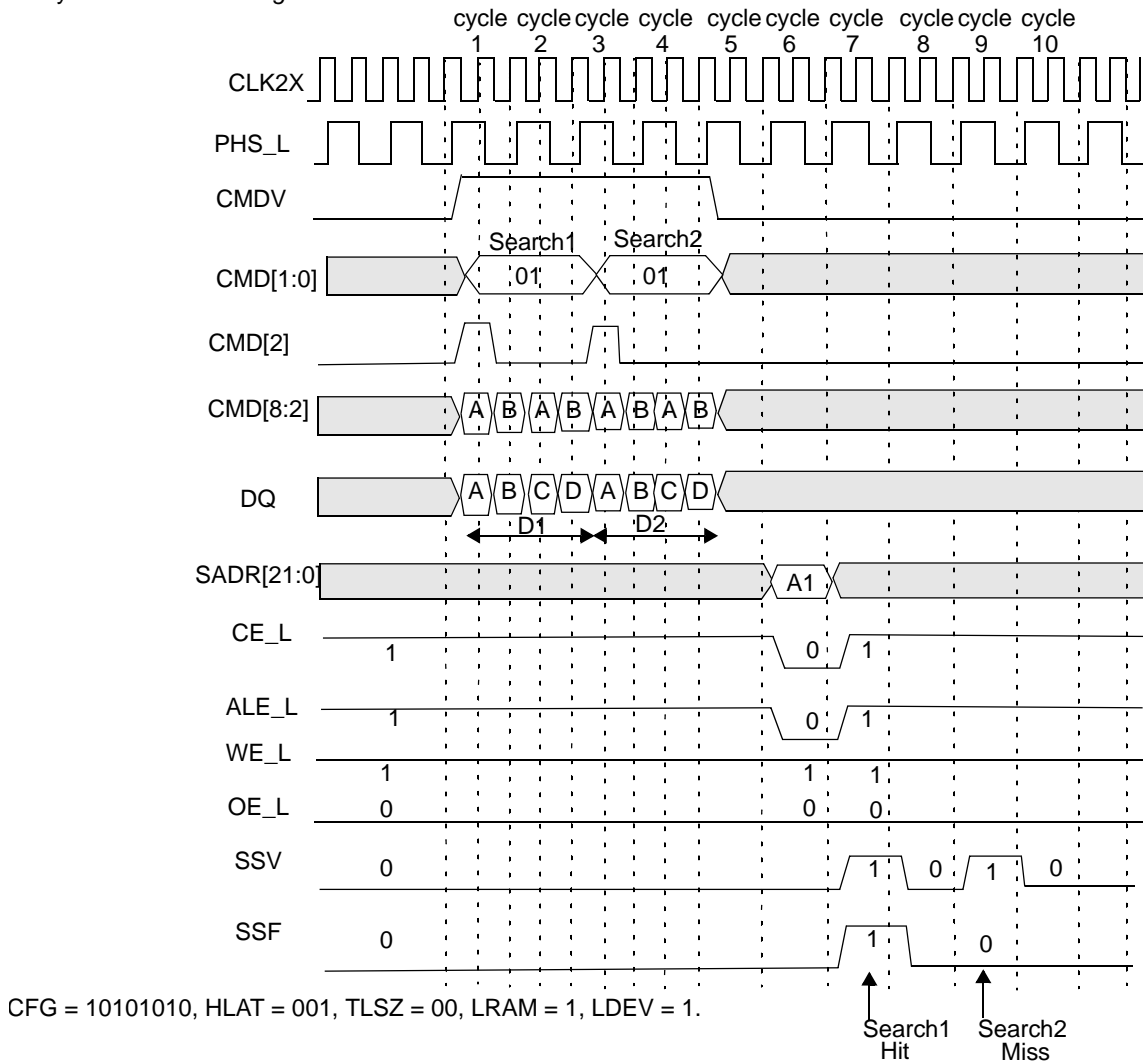 cycle cycle cycle cycle cycle cycle cycle cycle cycle cycle
1 2 3 4 5 6 7 8 9 10
CLK2X
PHS_L
CMDV
Search1 Search2
CMD[1:0] 01 01
CMD[2]
CMD[8:2] A B A B A B A B
DQ A B C D A B C D
D1 D2
SADR[21:0] A1
CE_L
1 0 1
ALE_L
1 0 1
WE_L
1 1 1
OE_L 0 0 0
SSV 0 1 0 1 0
SSF 0 1 0
CFG = 10101010, HLAT = 001, TLSZ = 00, LRAM = 1, LDEV = 1.
Search1 Search2
Hit Miss